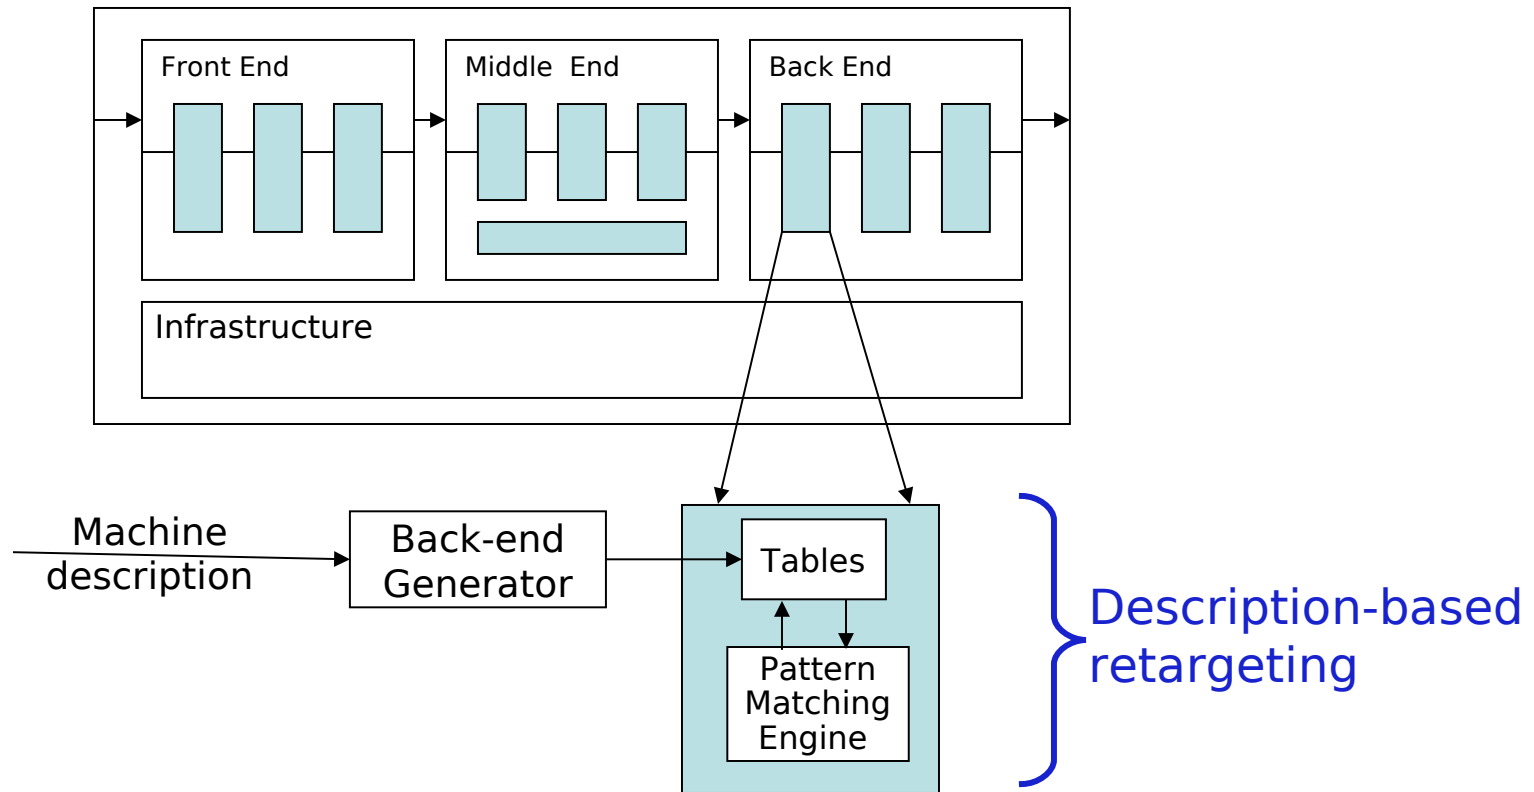 Front End
Middle End
Back End
Infrastructure
Machine
description
Back-end
Generator
Tables
Pattern
Matching
Engine
Description-based
retargeting